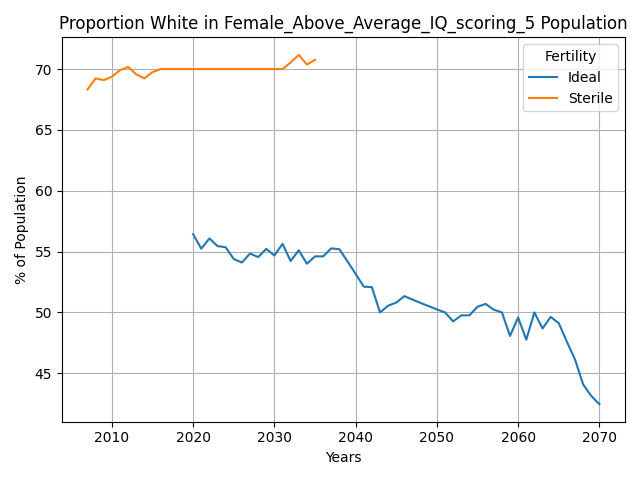 Proportion White in Female_Above_Average_IQ_scoring_5 Population
Fertility
Ideal
Sterile
% of Population
70
65
60
55
50
45
2010
2020
2030
2040
2050
2060
2070
Years